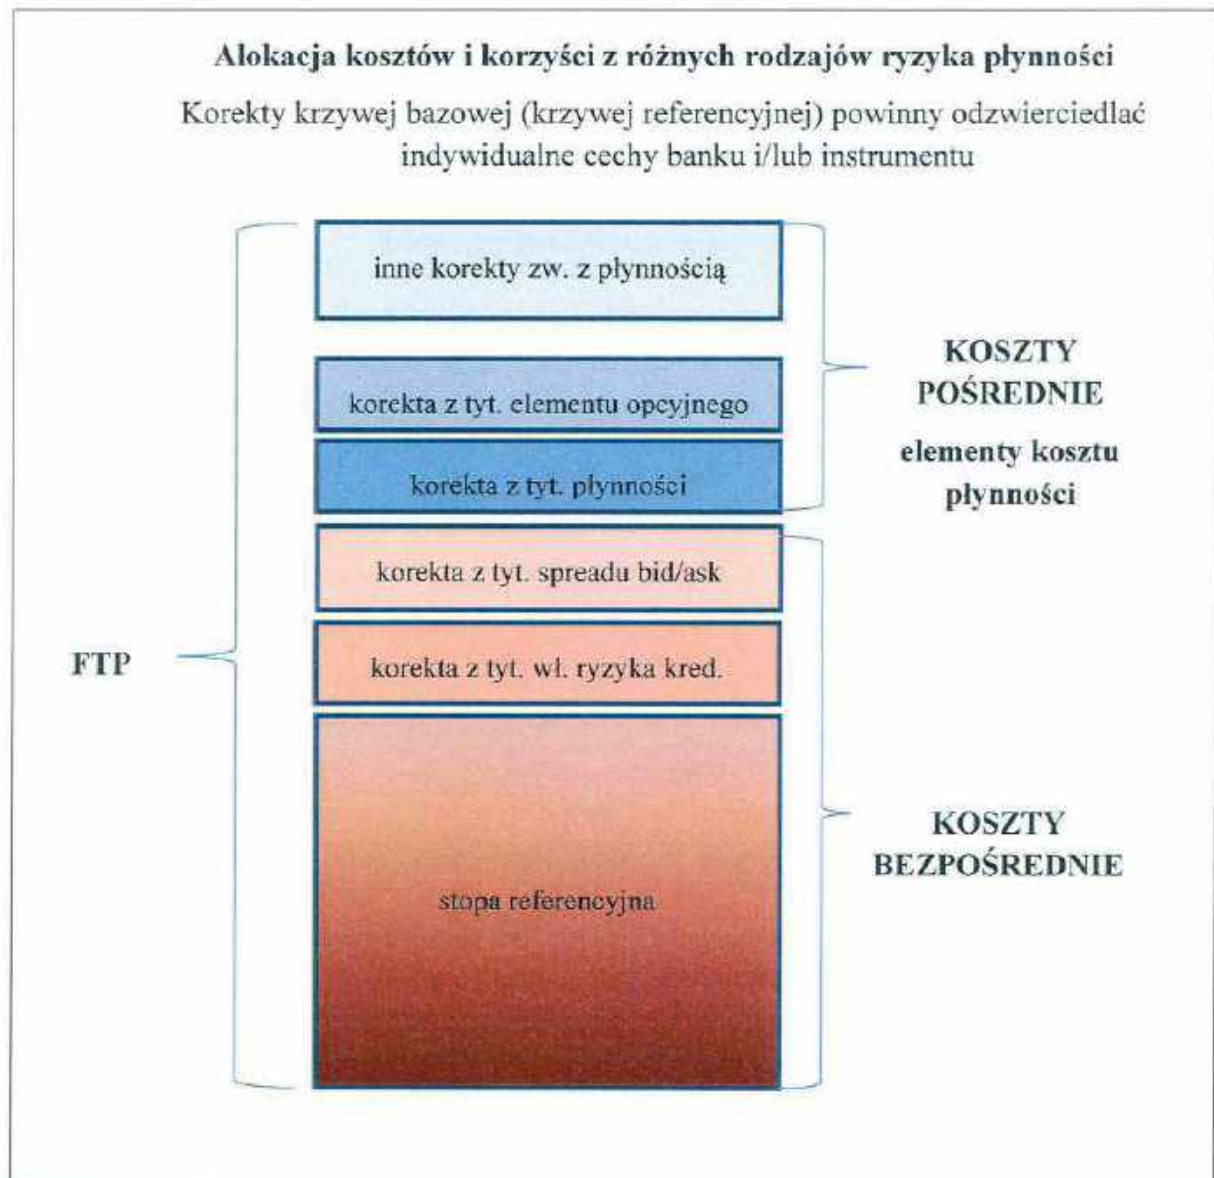 Alokacja kosztów i korzyści z różnych rodzajów ryzyka płynności
Korekty krzywej bazowej (krzywej referencyjnej) powinny odzwierciedlać
indywidualne cechy banku i/lub instrumentu
inne korekty zw. z płynnością
KOSZTY
POŚREDNIE
elementy kosztu
płynności
korekta z tyt. elementu opcyjnego
korekta z tyt. płynności
korekta z tyt. spreadu bid/ask
FTP
korekta z tyt. wł. ryzyka kred.
KOSZTY
BEZPOŚREDNIE
stopa referencyjna